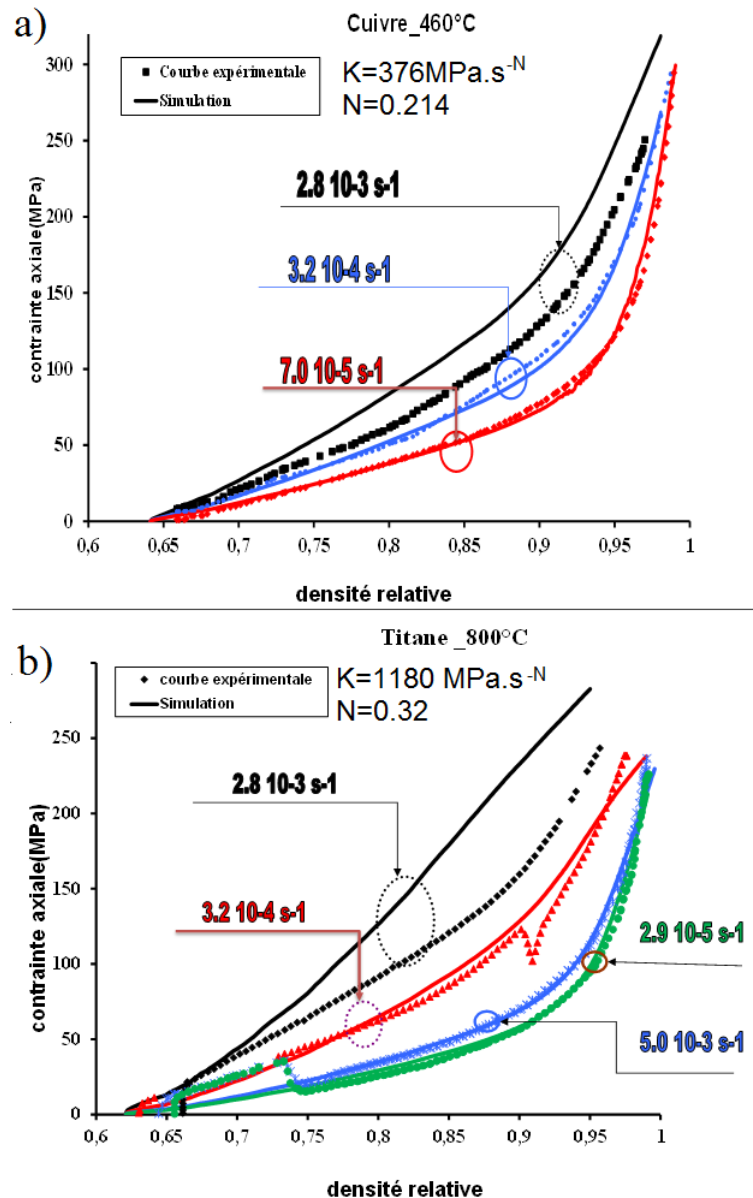 a)
Cuivre_460°C
Courbe expérimentale
Simulation
K=376MPa.s-N
N=0.214
2.8 10-3 s-1
3.2 10-4 s-1
7.0 10-5 s-1
contrainte axiale(MPa)
300
250
200
150
100
50
0
0,6 0,65 0,7 0,75 0,8 0,85 0,9 0,95 1
densité relative
b)
Titane _800°C
courbe expérimentale
Simulation
K=1180 MPa.s -N
N=0.32
2.8 10-3 s-1
3.2 10-4 s-1
2.9 10-5 s-1
5.0 10-3 s-1
contrainte axiale(MPa)
250
200
150
100
50
0
0,6 0,65 0,7 0,75 0,8 0,85 0,9 0,95 1
densité relative